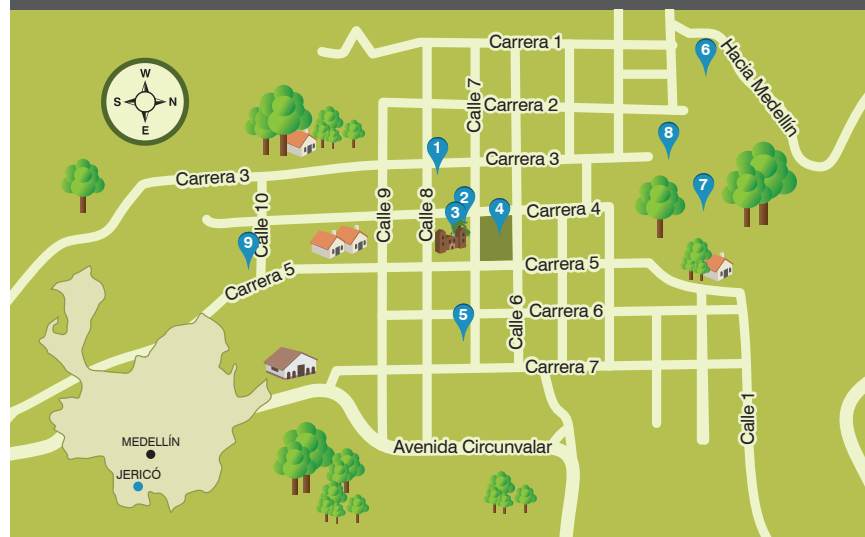 Carrera 1
6
Hacia Medellín
W
S
N
E
Calle 7
Carrera 2
8
1
Carrera 3
Carrera 3
7
2
3
4
Carrera 4
Calle 10
Calle 9
Calle 8
9
Carrera 5
Carrera 5
5
Calle 6
Carrera 6
Carrera 7
Calle 1
MEDELLÍN
JERICÓ
Avenida Circunvalar